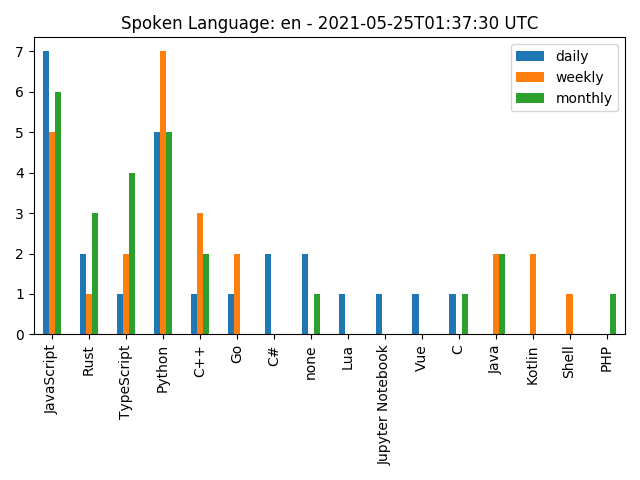 Spoken Language: en - 2021-05-25T01:37:30 UTC
daily
weekly
monthly
7
6
5
4
3
2
1
0
JavaScript
Rust
TypeScript
Python
C++
Go
C#
none
Lua
Jupyter Notebook
Vue
C
Java
Kotlin
Shell
PHP